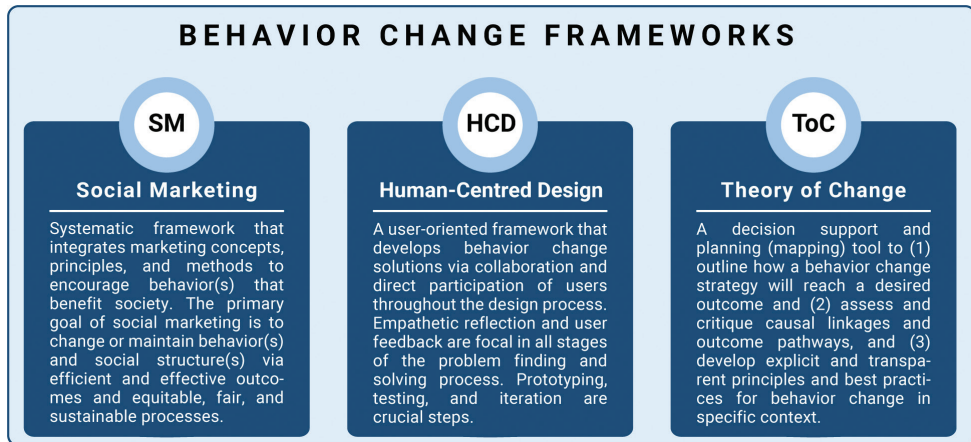 BEHAVIOR CHANGE FRAMEWORKS
SM
Social Marketing
Systematic framework that
integrates marketing concepts,
principles, and methods to
encourage behavior(s) that
benefit society. The primary
goal of social marketing is to
change or maintain behavior(s)
and social structure(s) via
efficient and effective outco-
mes and equitable, fair, and
sustainable processes.
HCD
Human-Centred Design
A user-oriented framework that
develops behavior change
solutions via collaboration and
direct participation of users
throughout the design process.
Empathetic reflection and user
feedback are focal in all stages
of the problem finding and
solving process. Prototyping,
testing, and iteration are
crucial steps.
ToC
Theory of Change
A decision support and
planning (mapping) tool to (1)
outline how a behavior change
strategy will reach a desired
outcome and (2) assess and
critique causal linkages and
outcome pathways, and (3)
develop explicit and transpa-
rent principles and best practi-
ces for behavior change in
specific context.